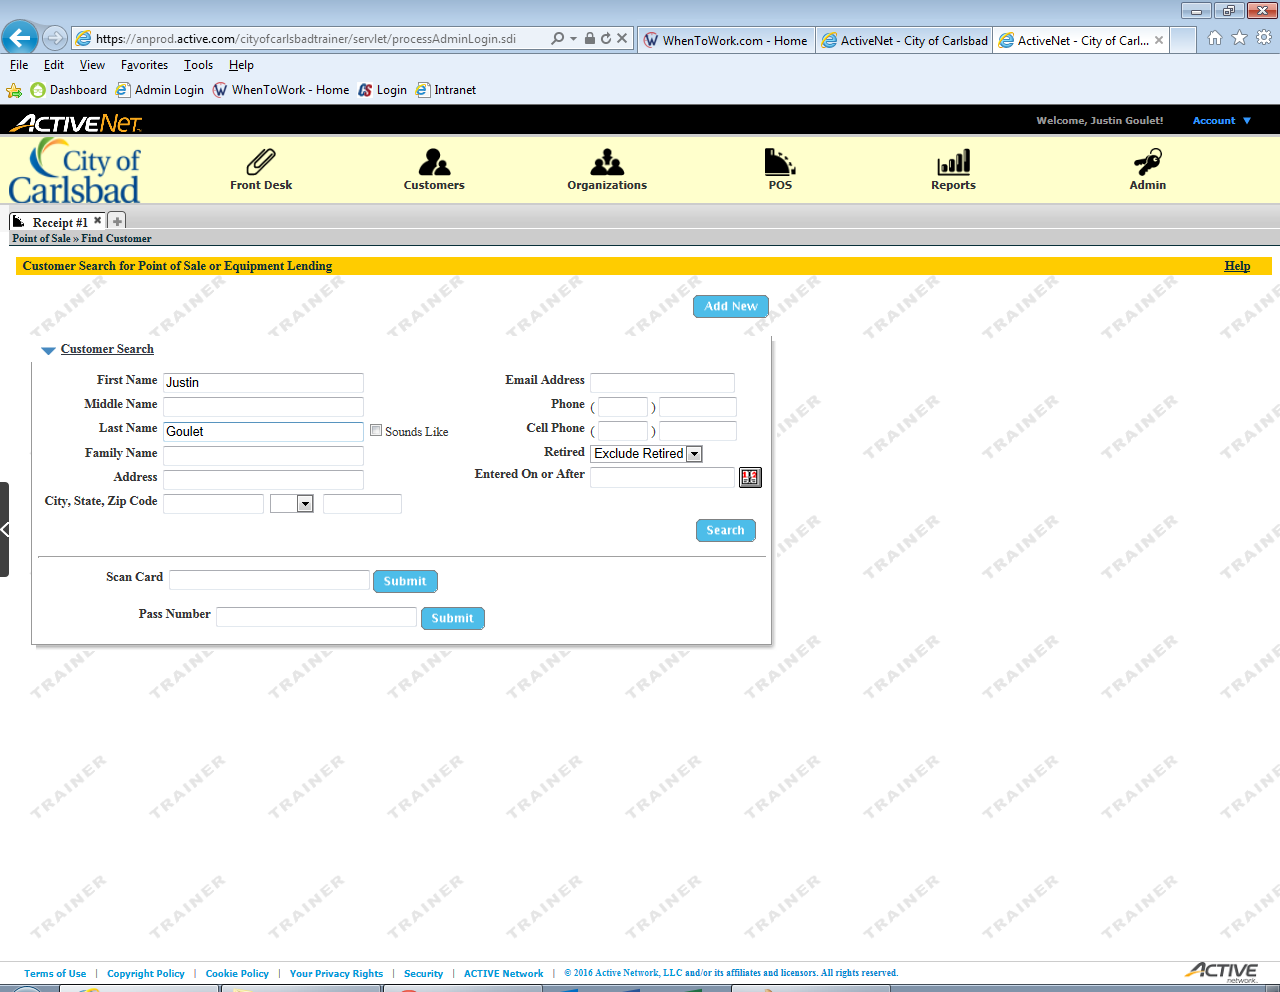 https://anprod.active.com/cityofcarlsbadtrainer/servlet/processAdminLogin.sdi
WhenToWork.com - Home
ActiveNet - City of Carlsbad
ActiveNet - City of Carl...
File Edit View Favorites Tools Help
Dashboard Admin Login WhenToWork - Home Login Intranet
ACTIVENET
Welcome, Justin Goulet! Account
City of Carlsbad
Front Desk Customers Organizations POS Reports Admin
Receipt #1
Point of Sale » Find Customer
Customer Search for Point of Sale or Equipment Lending Help
Add New
Customer Search
First Name Justin Email Address
Middle Name Phone ( )
Last Name Goulet Sounds Like Cell Phone ( )
Family Name Retired Exclude Retired
Address Entered On or After
City, State, Zip Code
Search
Scan Card Submit
Pass Number Submit
TRAINER
Terms of Use | Copyright Policy | Cookie Policy | Your Privacy Rights | Security | ACTIVE Network | © 2016 Active Network, LLC and/or its affiliates and licensors. All rights reserved.
ACTIVE network